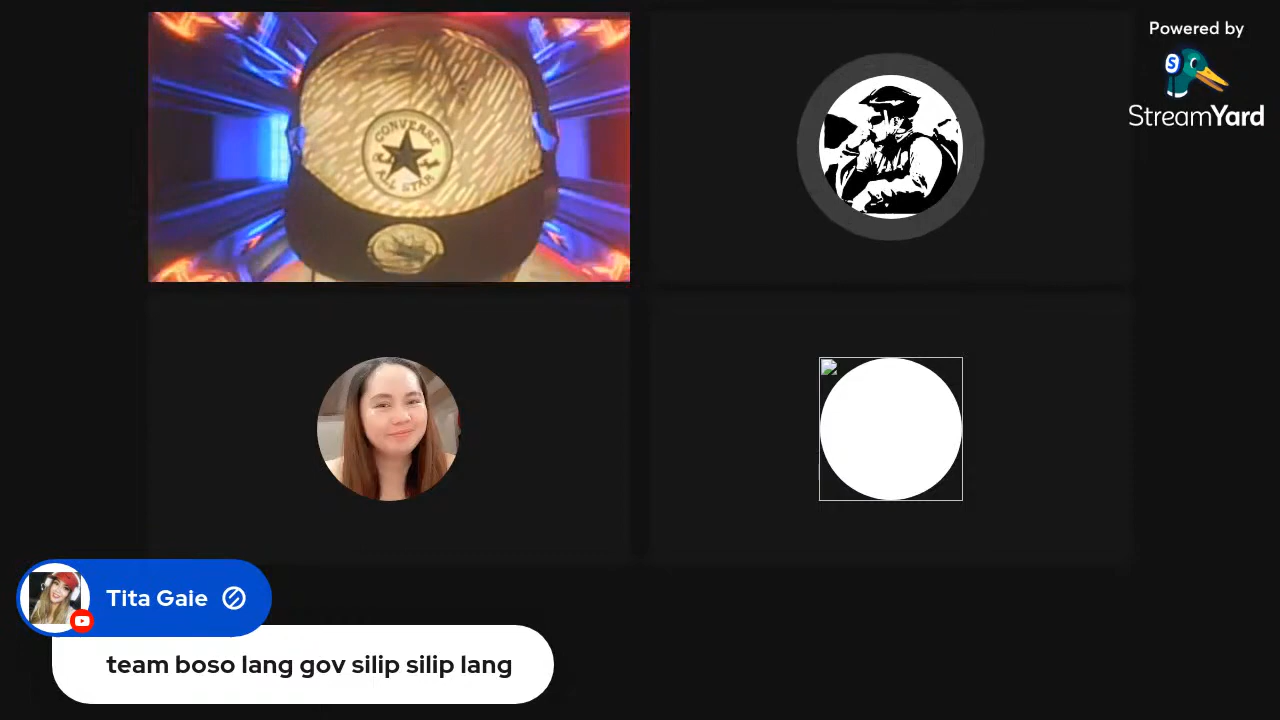 Powered by
StreamYard
CONVERSE
ALL STAR
Tita Gaie
team boso lang gov silip silip lang